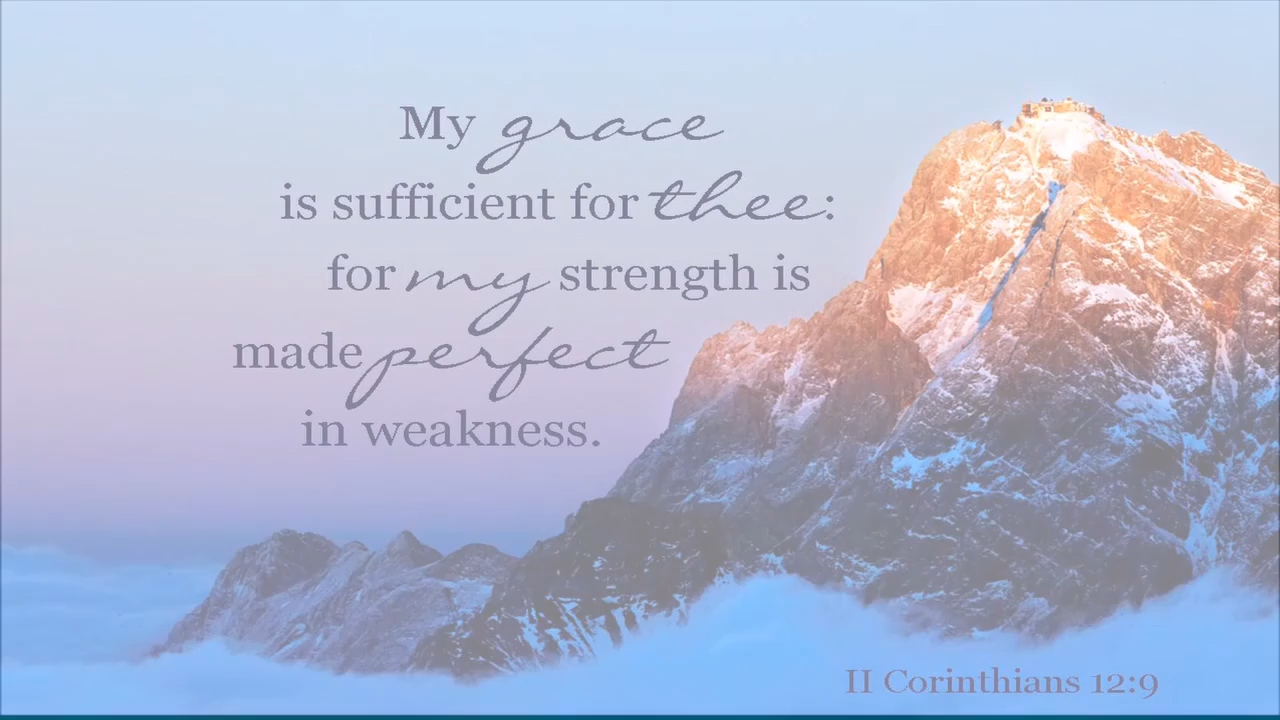 My grace
is sufficient for thee:
for my strength is
made perfect
in weakness.
II Corinthians 12:9